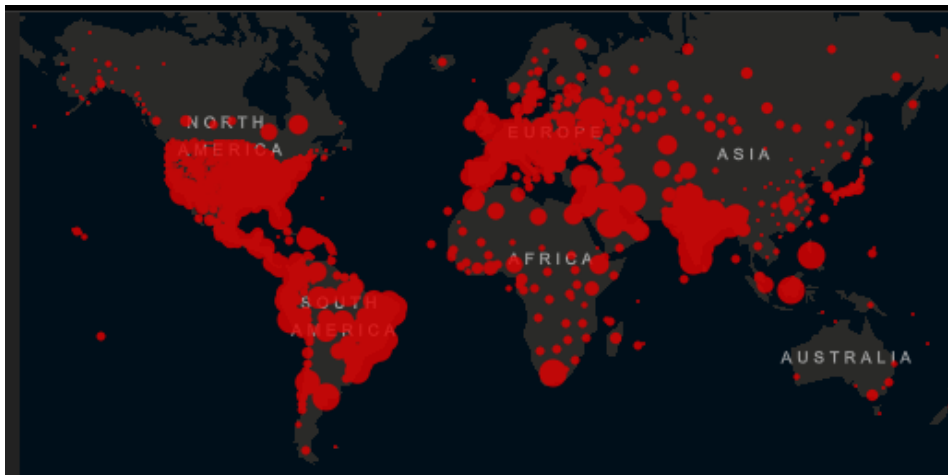 NORTH
AMERICA
EUROPE
ASIA
AFRICA
SOUTH
AMERICA
AUSTRALIA